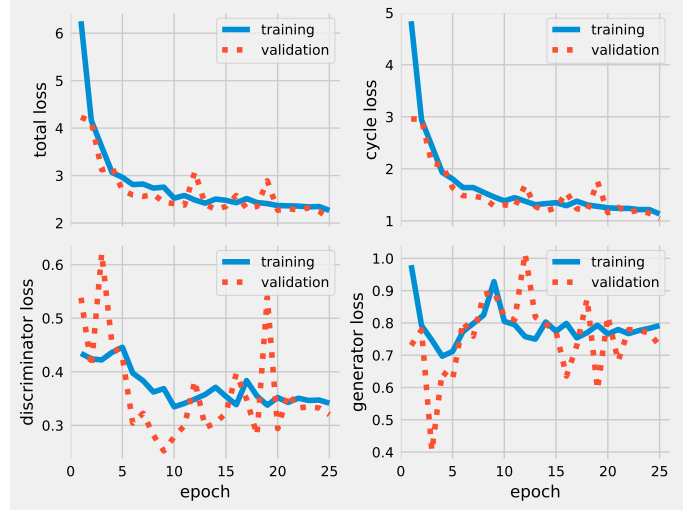 total loss
6
5
4
3
2
training
validation
cycle loss
5
4
3
2
1
training
validation
discriminator loss
0.6
0.5
0.4
0.3
training
validation
0
5
10
15
20
25
epoch
generator loss
1.0
0.9
0.8
0.7
0.6
0.5
0.4
training
validation
0
5
10
15
20
25
epoch